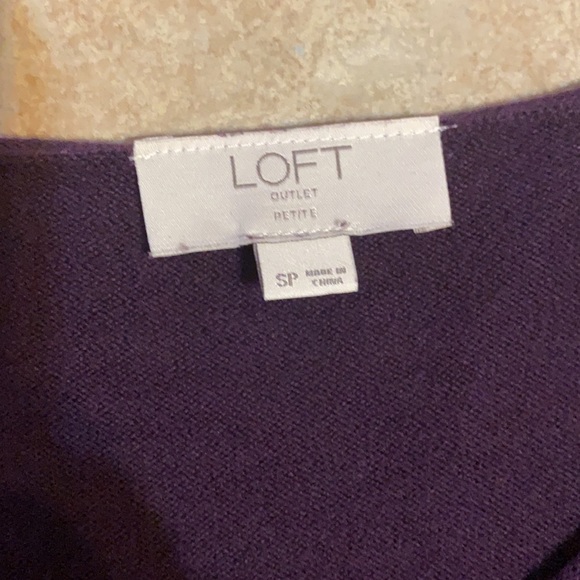 LOFT
OUTLET
PETITE
SP MADE IN
CHINA